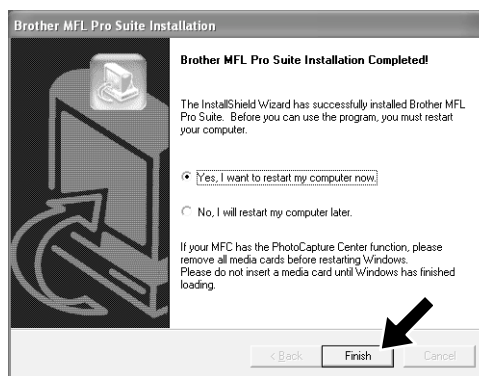 Brother MFL Pro Suite Installation
Brother MFL Pro Suite Installation Completed!
The InstallShield Wizard has successfully installed Brother MFL
Pro Suite. Before you can use the program, you must restart
your computer.
Yes, I want to restart my computer now.
No, I will restart my computer later.
If your MFC has the PhotoCapture Center function, please
remove all media cards before restarting Windows.
Please do not insert a media card until Windows has finished
loading.
< Back
Finish
Cancel